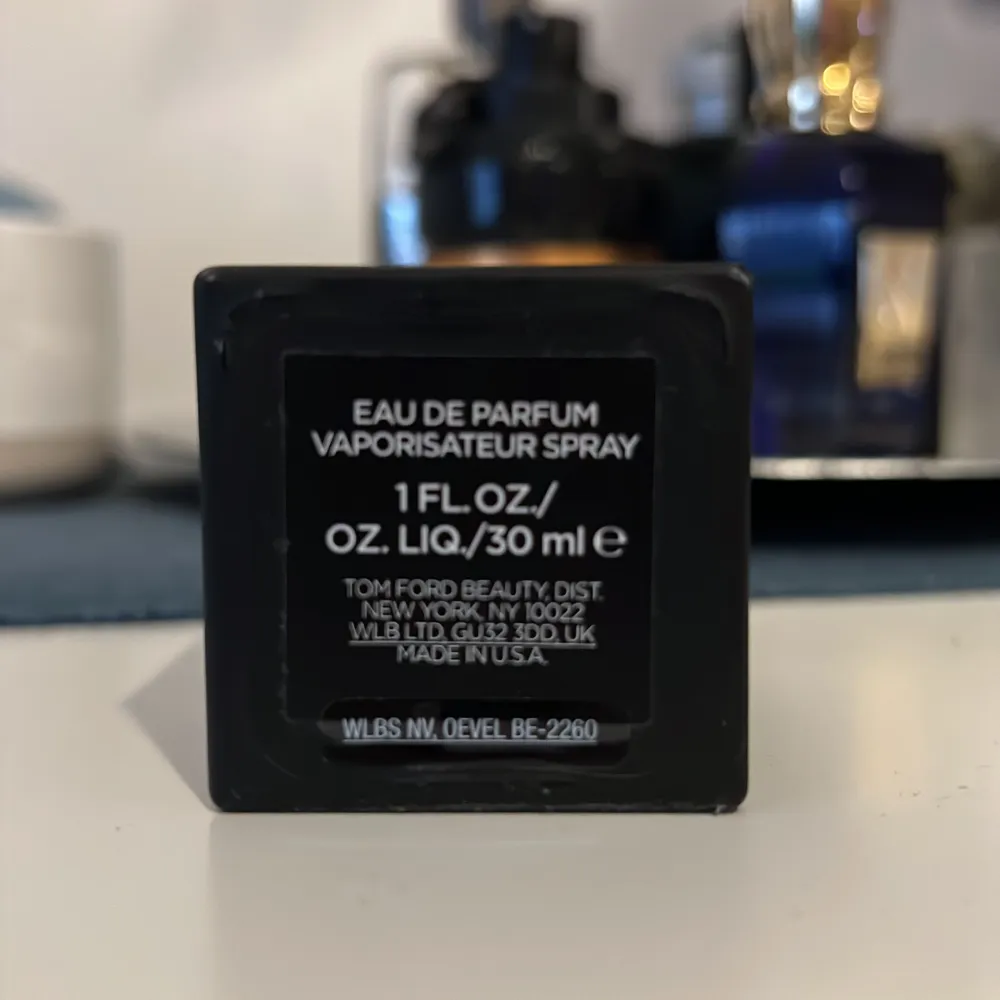 EAU DE PARFUM
VAPORISATEUR SPRAY
1 FL. OZ./
OZ. LIQ./30 ml ℮
TOM FORD BEAUTY, DIST.
NEW YORK, NY 10022
WLB LTD, GU32 3DD, UK
MADE IN U.S.A.
WLBS NV, OEVEL BE-2260